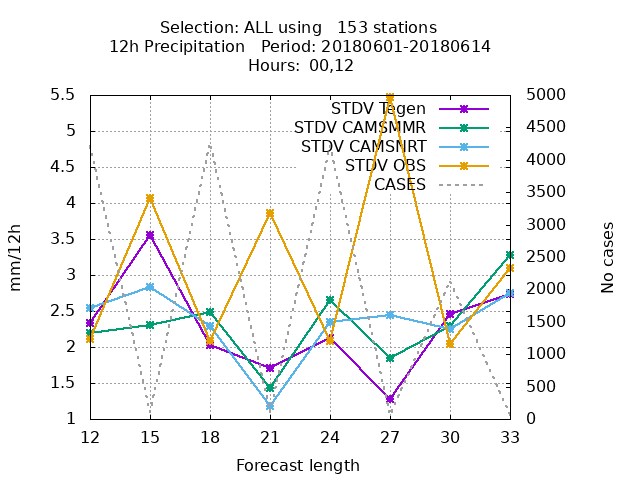 Selection: ALL using   153 stations
12h Precipitation   Period: 20180601-20180614
Hours:  00,12
STDV Tegen
STDV CAMSMMR
STDV CAMSNRT
STDV OBS
CASES
5.5
5
4.5
4
3.5
3
2.5
2
1.5
1
5000
4500
4000
3500
3000
2500
2000
1500
1000
500
0
mm/12h
No cases
12 15 18 21 24 27 30 33
Forecast length